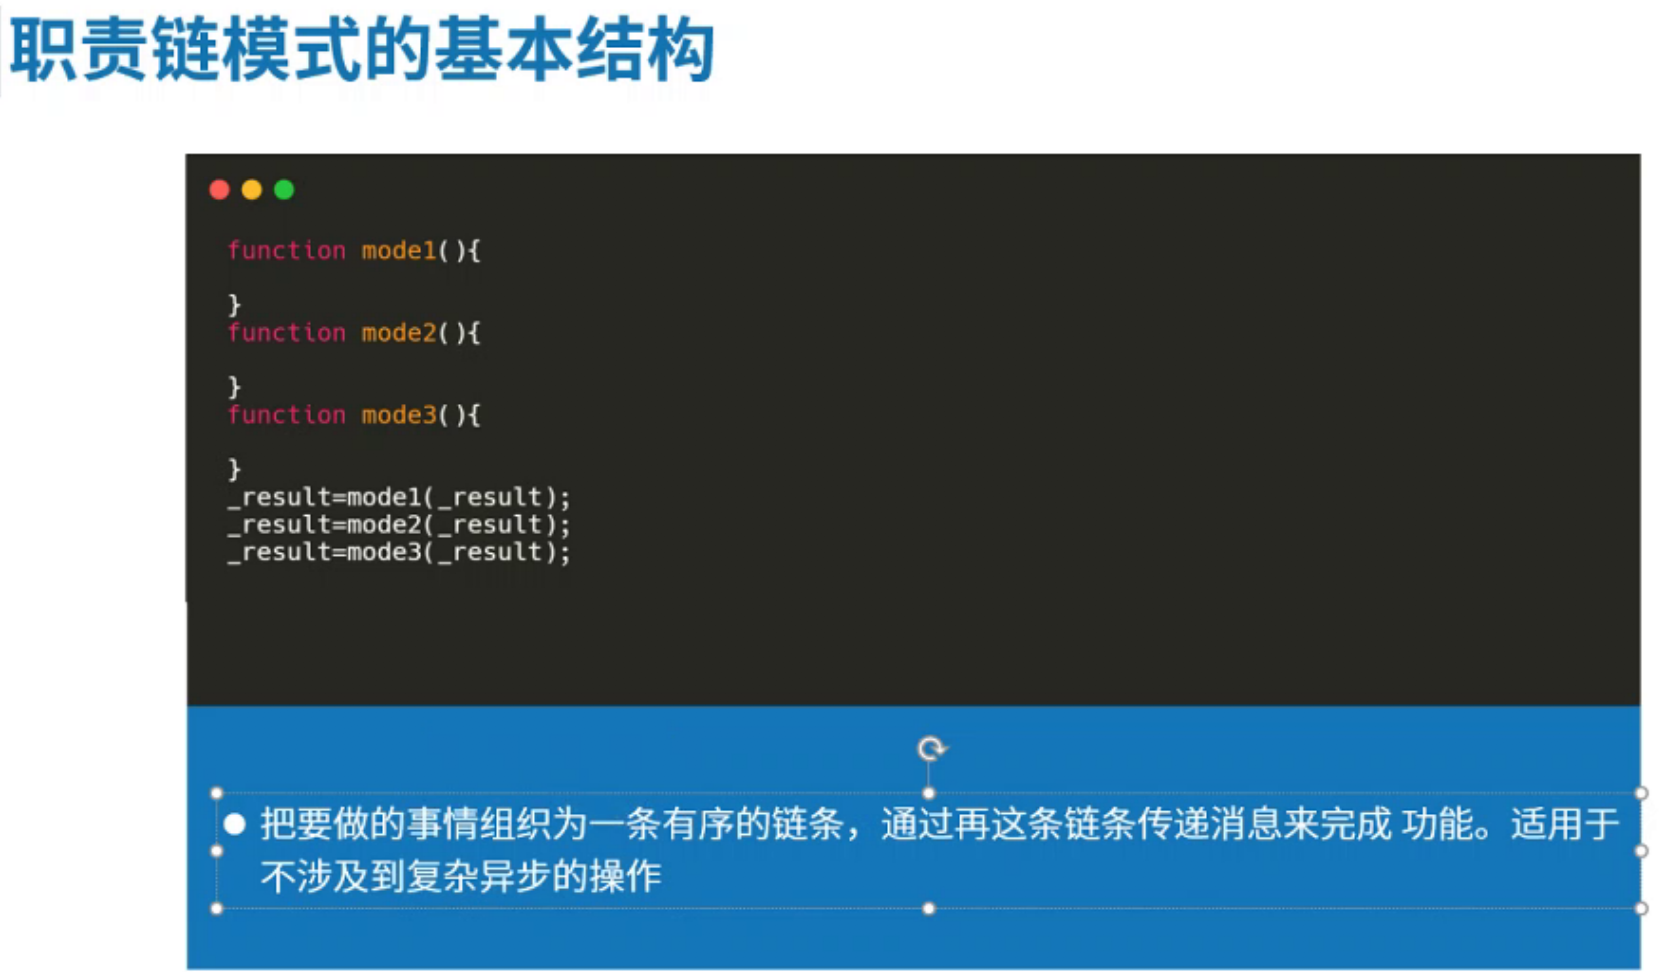 职责链模式的基本结构
function mode1(){
}
function mode2(){
}
function mode3(){
}
_result=mode1(_result);
_result=mode2(_result);
_result=mode3(_result);
把要做的事情组织为一条有序的链条，通过再这条链条传递消息来完成 功能。适用于
不涉及到复杂异步的操作